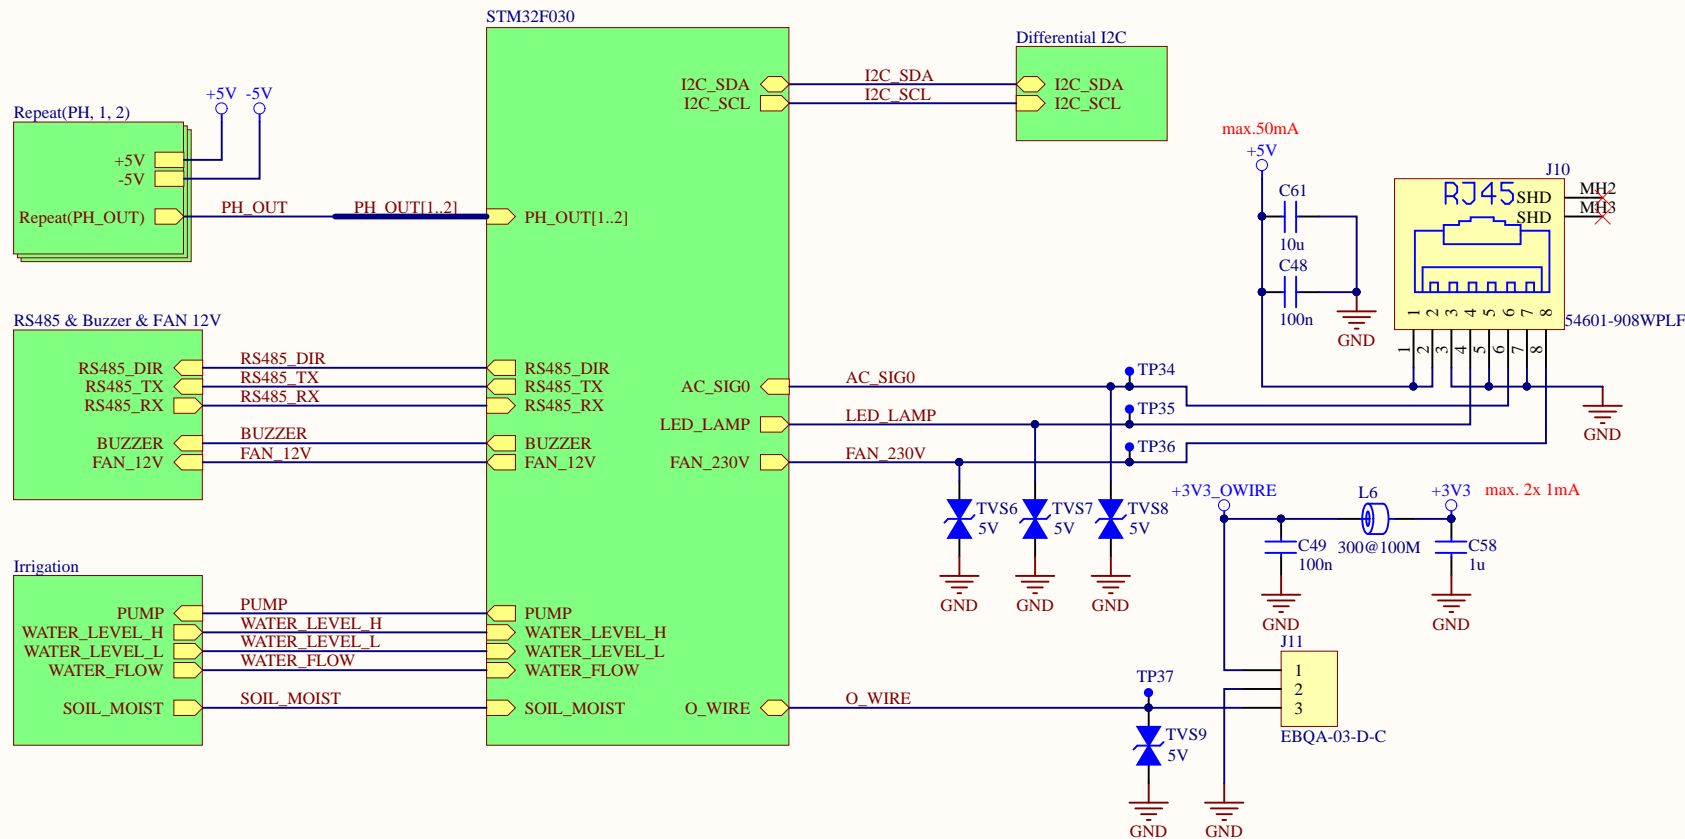 STM32F030
I2C_SDA
I2C_SCL
PH_OUT[1..2]
RS485_DIR
RS485_TX
RS485_RX
AC_SIG0
LED_LAMP
BUZZER
FAN_12V
FAN_230V
PUMP
WATER_LEVEL_H
WATER_LEVEL_L
WATER_FLOW
SOIL_MOIST
O_WIRE
Differential I2C
I2C_SDA
I2C_SCL
I2C_SDA
I2C_SCL
+5V -5V
Repeat(PH, 1, 2)
+5V
-5V
Repeat(PH_OUT)
PH_OUT
PH_OUT[1..2]
RS485 & Buzzer & FAN 12V
RS485_DIR
RS485_TX
RS485_RX
BUZZER
FAN_12V
RS485_DIR
RS485_TX
RS485_RX
BUZZER
FAN_12V
Irrigation
PUMP
WATER_LEVEL_H
WATER_LEVEL_L
WATER_FLOW
SOIL_MOIST
PUMP
WATER_LEVEL_H
WATER_LEVEL_L
WATER_FLOW
SOIL_MOIST
max.50mA
+5V
C61
10u
C48
100n
GND
J10
RJ45
SHD
SHD
MH2
MH3
1 2 3 4 5 6 7 8
1 2 3 4 5 6 7 8
54601-908WPLF
GND
AC_SIG0
TP34
LED_LAMP
TP35
FAN_230V
TP36
TVS6
5V
TVS7
5V
TVS8
5V
GND
GND
GND
+3V3_OWIRE
L6
300@100M
+3V3
max. 2x 1mA
C49
100n
C58
1u
GND
GND
J11
1
2
3
EBQA-03-D-C
O_WIRE
TP37
TVS9
5V
GND
GND